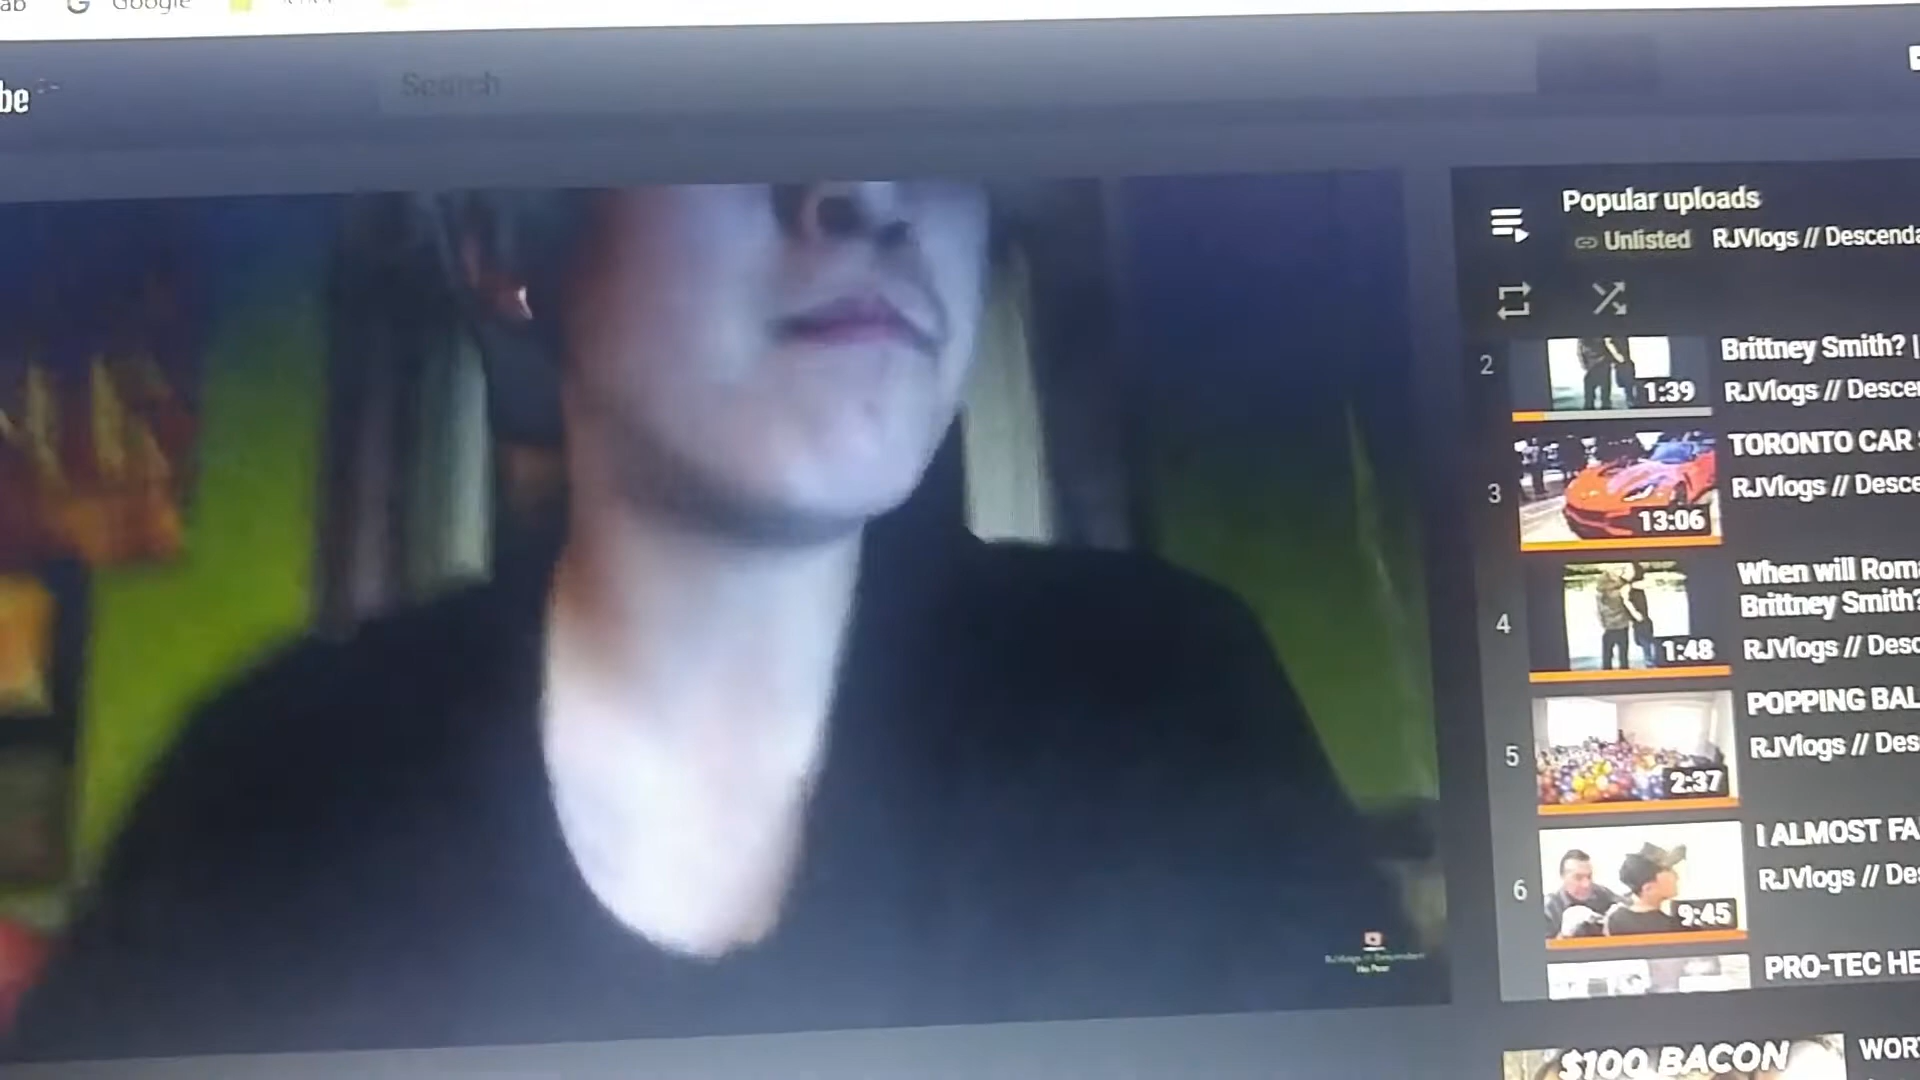 Google
be
Search
Popular uploads
Unlisted RJVlogs // Descenda
2
Brittney Smith? |
1:39
RJVlogs // Descer
TORONTO CAR
3
RJVlogs // Desce
13:06
When will Roma
Brittney Smith?
4
1:48
RJVlogs // Desc
POPPING BAL
5
RJVlogs // Des
2:37
I ALMOST FA
6
RJVlogs // De
9:45
PRO-TEC HE
$100 BACON
WOR